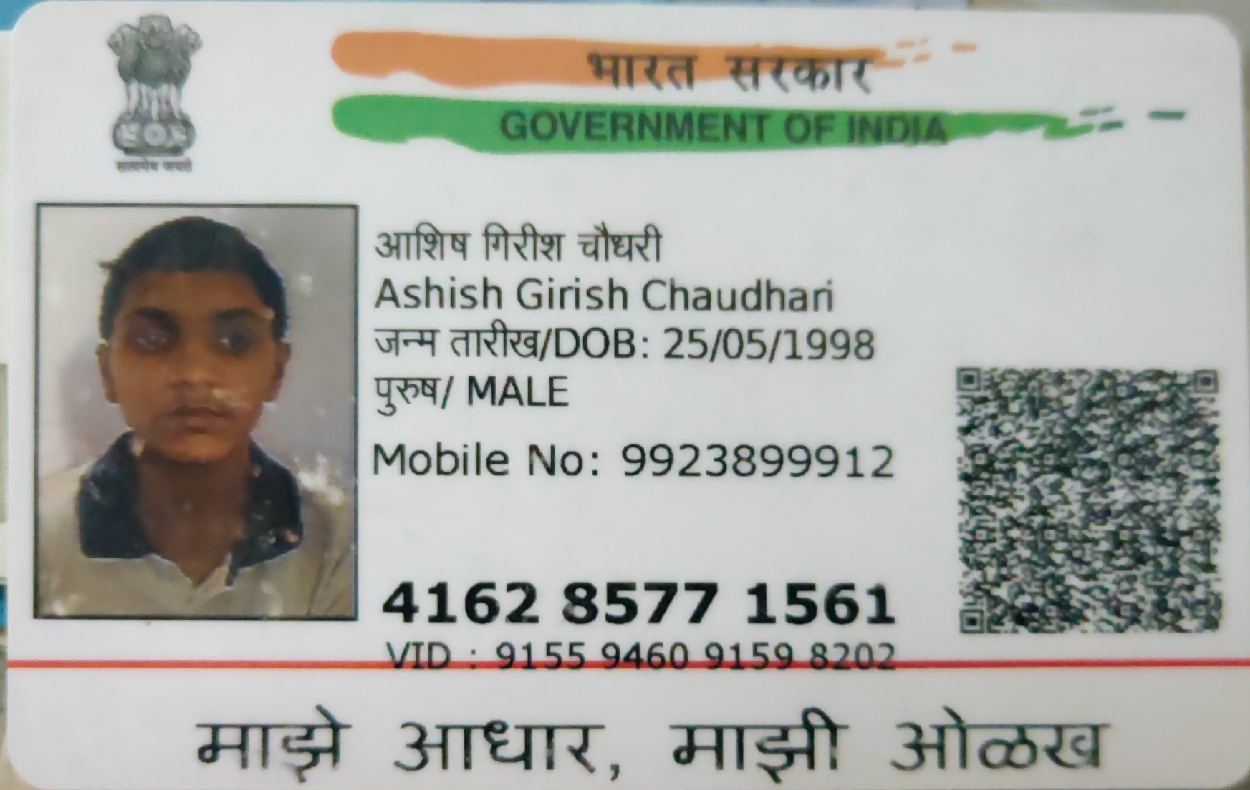 भारत सरकार
GOVERNMENT OF INDIA
सत्यमेव जयते
आशिष गिरीश चौधरी
Ashish Girish Chaudhari
जन्म तारीख/DOB: 25/05/1998
पुरुष/ MALE
Mobile No: 9923899912
4162 8577 1561
VID : 9155 9460 9159 8202
माझे आधार, माझी ओळख